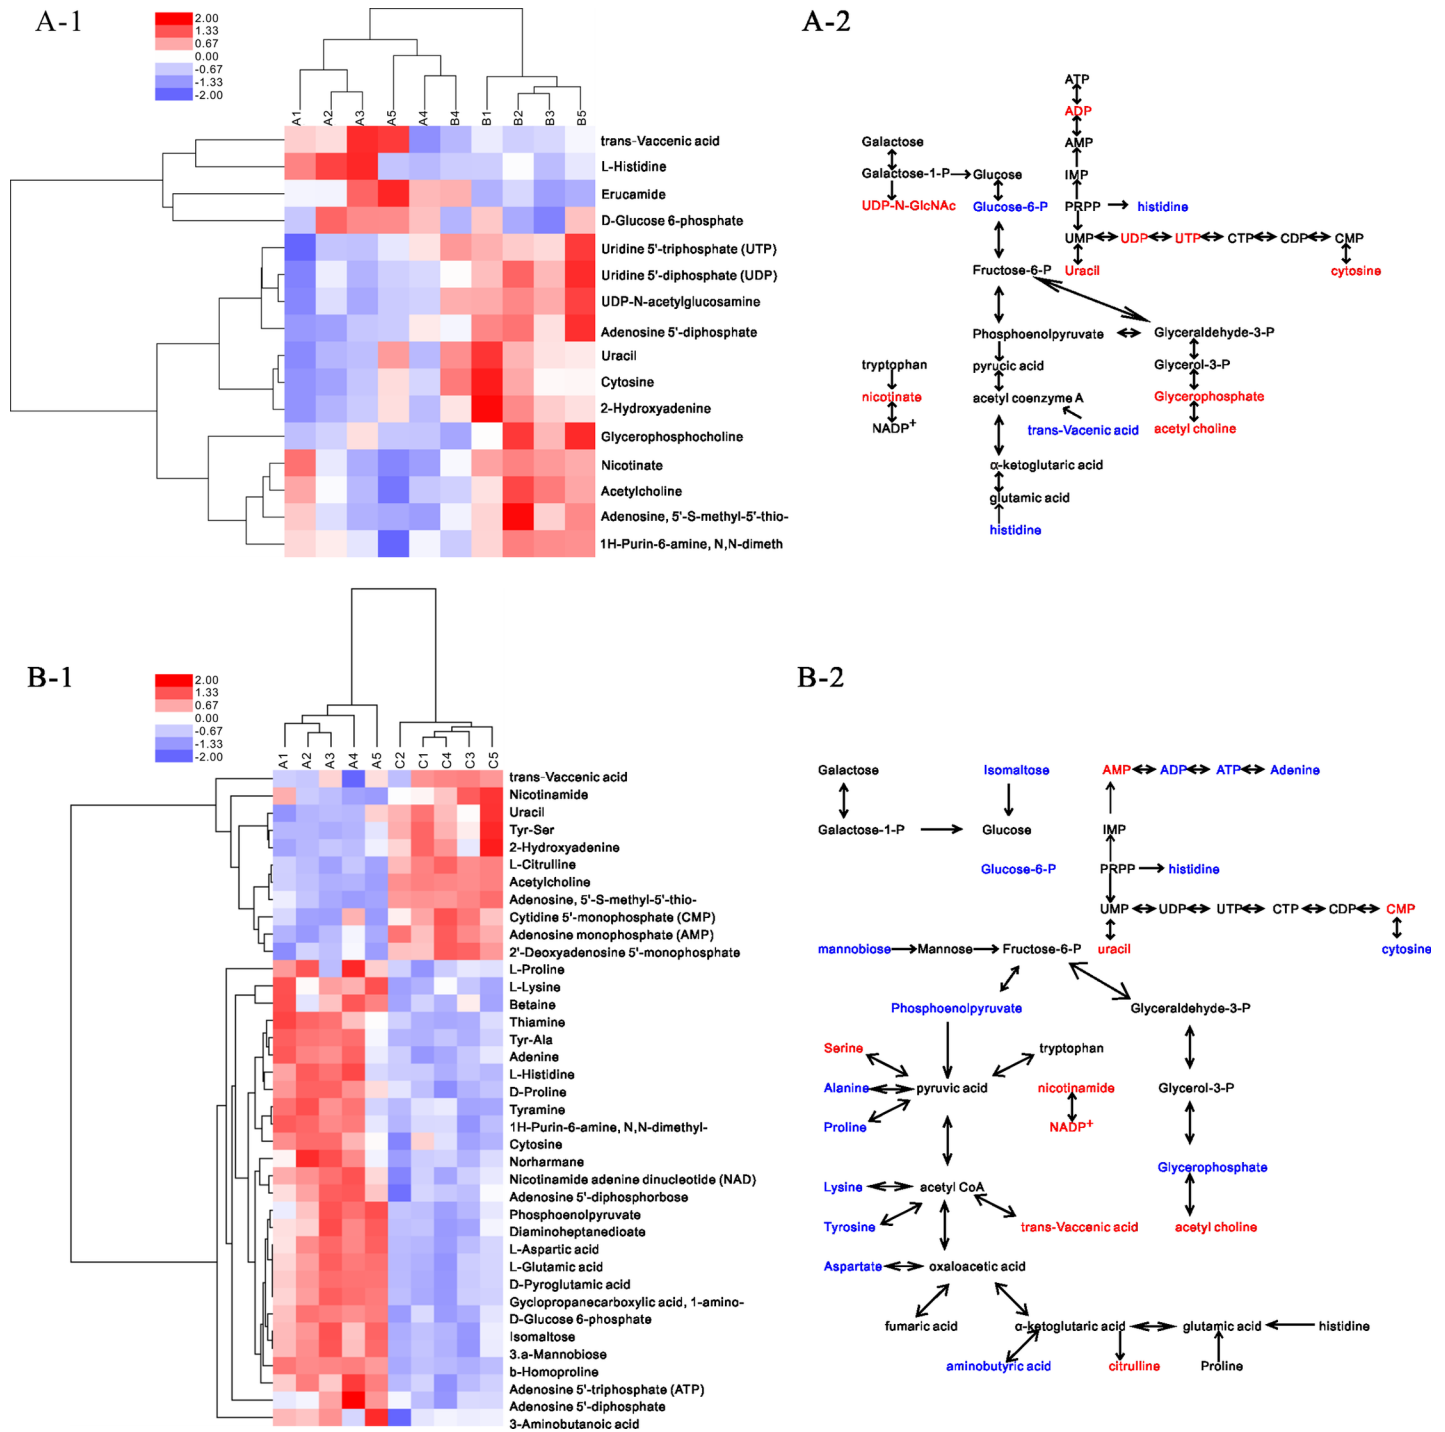 A-1
2.00
1.33
0.67
0.00
-0.67
-1.33
-2.00
A1 A2 A3 A5 A4 B4 B1 B2 B3 B5
trans-Vaccenic acid
L-Histidine
Erucamide
D-Glucose 6-phosphate
Uridine 5'-triphosphate (UTP)
Uridine 5'-diphosphate (UDP)
UDP-N-acetylglucosamine
Adenosine 5'-diphosphate
Uracil
Cytosine
2-Hydroxyadenine
Glycerophosphocholine
Nicotinate
Acetylcholine
Adenosine, 5'-S-methyl-5'-thio-
1H-Purin-6-amine, N,N-dimeth
A-2
ATP
ADP
Galactose AMP
Galactose-1-P Glucose IMP
UDP-N-GlcNAc Glucose-6-P PRPP histidine
UMP UDP UTP CTP CDP CMP
Fructose-6-P Uracil cytosine
Phosphoenolpyruvate Glyceraldehyde-3-P
tryptophan pyrucic acid Glycerol-3-P
nicotinate acetyl coenzyme A Glycerophosphate
NADP+ trans-Vacenic acid acetyl choline
α-ketoglutaric acid
glutamic acid
histidine
B-1
2.00
1.33
0.67
0.00
-0.67
-1.33
-2.00
A1 A2 A3 A4 A5 C2 C1 C4 C3 C5
trans-Vaccenic acid
Nicotinamide
Uracil
Tyr-Ser
2-Hydroxyadenine
L-Citrulline
Acetylcholine
Adenosine, 5'-S-methyl-5'-thio-
Cytidine 5'-monophosphate (CMP)
Adenosine monophosphate (AMP)
2'-Deoxyadenosine 5'-monophosphate
L-Proline
L-Lysine
Betaine
Thiamine
Tyr-Ala
Adenine
L-Histidine
D-Proline
Tyramine
1H-Purin-6-amine, N,N-dimethyl-
Cytosine
Norharmane
Nicotinamide adenine dinucleotide (NAD)
Adenosine 5'-diphosphorbose
Phosphoenolpyruvate
Diaminoheptanedioate
L-Aspartic acid
L-Glutamic acid
D-Pyroglutamic acid
Gyclopropanecarboxylic acid, 1-amino-
D-Glucose 6-phosphate
Isomaltose
3.a-Mannobiose
b-Homoproline
Adenosine 5'-triphosphate (ATP)
Adenosine 5'-diphosphate
3-Aminobutanoic acid
B-2
Galactose Isomaltose AMP ADP ATP Adenine
Galactose-1-P Glucose IMP
Glucose-6-P PRPP histidine
UMP UDP UTP CTP CDP CMP
mannobiose Mannose Fructose-6-P uracil cytosine
Phosphoenolpyruvate Glyceraldehyde-3-P
Serine tryptophan
Alanine pyruvic acid nicotinamide Glycerol-3-P
Proline NADP+
Glycerophosphate
Lysine acetyl CoA
Tyrosine trans-Vaccenic acid acetyl choline
Aspartate oxaloacetic acid
fumaric acid α-ketoglutaric acid glutamic acid histidine
aminobutyric acid citrulline Proline